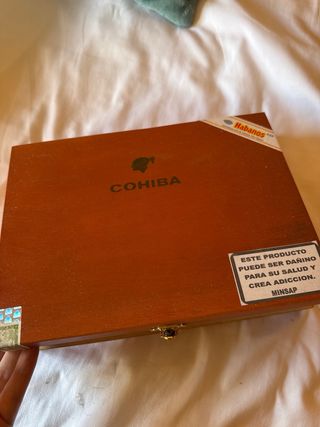 Habanos
COHIBA
ESTE PRODUCTO
PUEDE SER DAÑINO
PARA SU SALUD Y
CREA ADICCION.
MINSAP